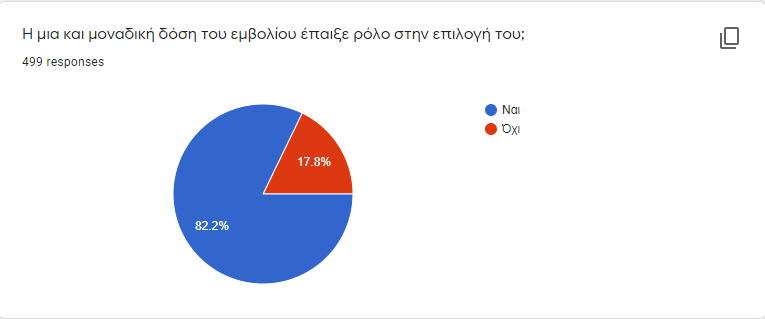 Η μια και μοναδική δόση του εμβολίου έπαιξε ρόλο στην επιλογή του;
499 responses
Ναι
Όχι
17.8%
82.2%